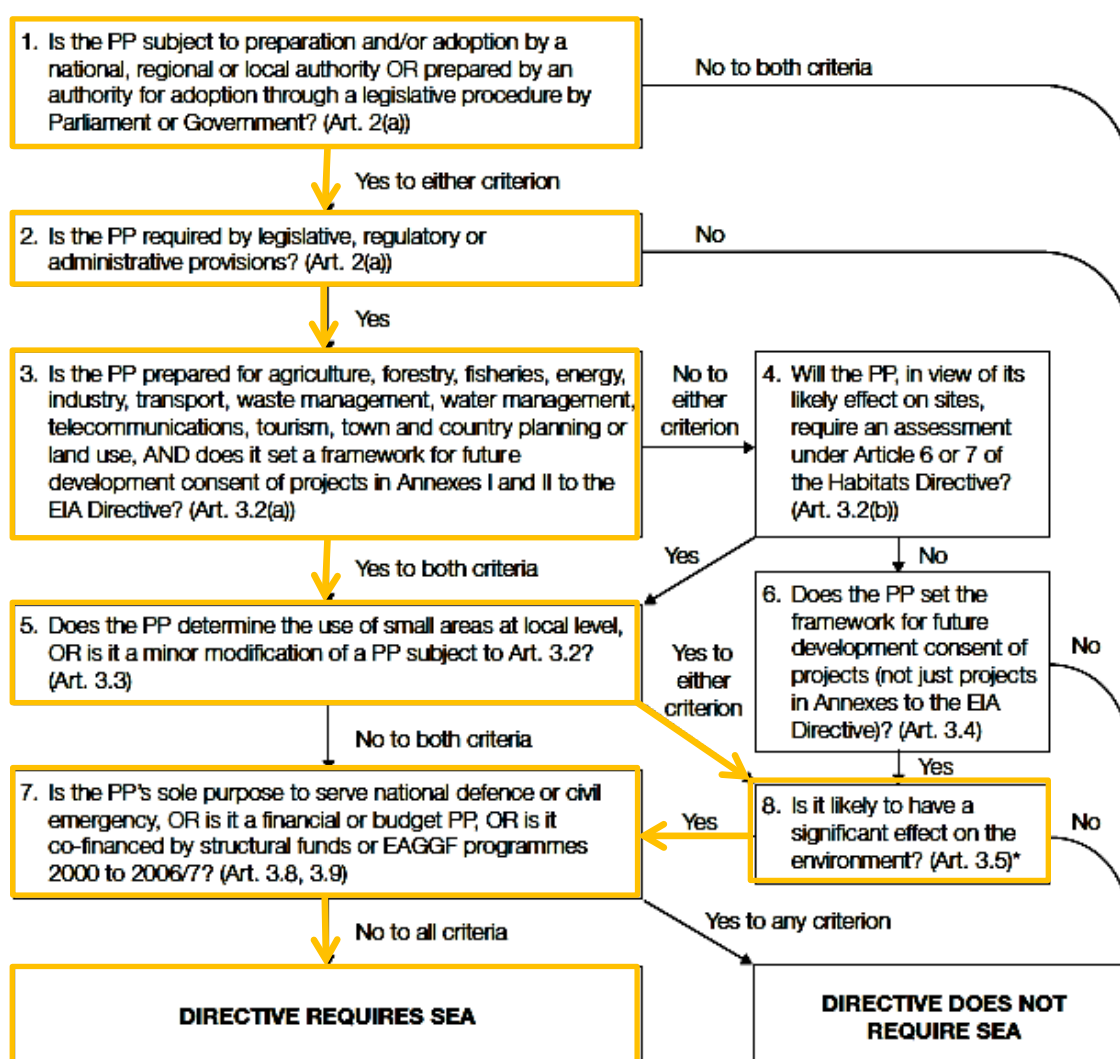 1. Is the PP subject to preparation and/or adoption by a
national, regional or local authority OR prepared by an
authority for adoption through a legislative procedure by
Parliament or Government? (Art. 2(a))
No to both criteria
Yes to either criterion
2. Is the PP required by legislative, regulatory or
administrative provisions? (Art. 2(a))
No
Yes
3. Is the PP prepared for agriculture, forestry, fisheries, energy,
industry, transport, waste management, water management,
telecommunications, tourism, town and country planning or
land use, AND does it set a framework for future
development consent of projects in Annexes I and II to the
EIA Directive? (Art. 3.2(a))
No to
either
criterion
4. Will the PP, in view of its
likely effect on sites,
require an assessment
under Article 6 or 7 of
the Habitats Directive?
(Art. 3.2(b))
Yes to both criteria
Yes
No
5. Does the PP determine the use of small areas at local level,
OR is it a minor modification of a PP subject to Art. 3.2?
(Art. 3.3)
Yes to
either
criterion
6. Does the PP set the
framework for future
development consent of
projects (not just projects
in Annexes to the EIA
Directive)? (Art. 3.4)
No
No to both criteria
Yes
7. Is the PP's sole purpose to serve national defence or civil
emergency, OR is it a financial or budget PP, OR is it
co-financed by structural funds or EAGGF programmes
2000 to 2006/7? (Art. 3.8, 3.9)
Yes
8. Is it likely to have a
significant effect on the
environment? (Art. 3.5)*
No
No to all criteria
Yes to any criterion
DIRECTIVE REQUIRES SEA
DIRECTIVE DOES NOT
REQUIRE SEA